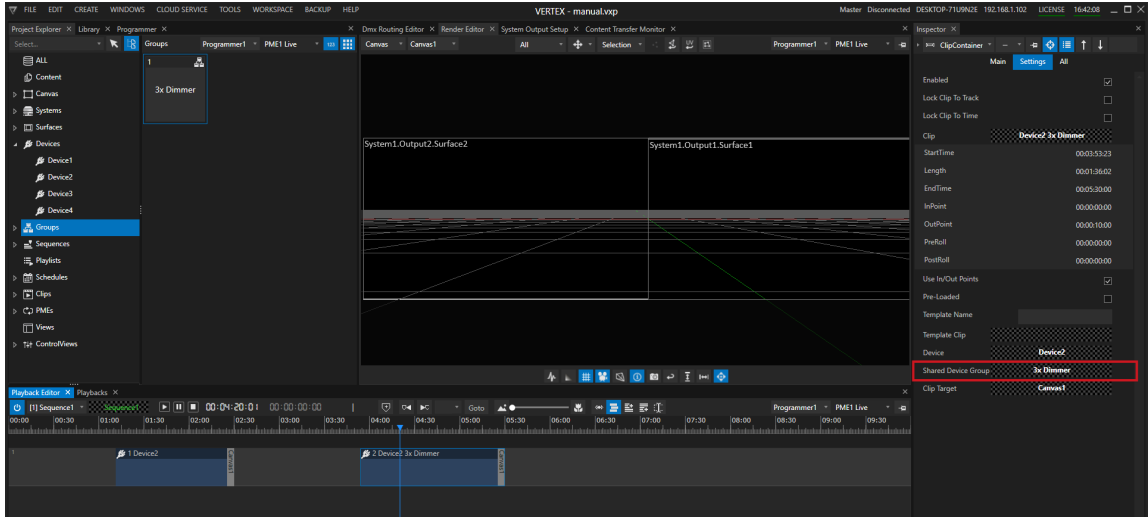 FILE EDIT CREATE WINDOWS CLOUD SERVICE TOOLS WORKSPACE BACKUP HELP VERTEX - manual.vxp Master Disconnected DESKTOP-71U9N2E 192.168.1.102 LICENSE 16:42:08
Project Explorer Library Programmer
Select... Groups Programmer1 PME1 Live 123
ALL
Content
Canvas
Systems
Surfaces
Devices
Device1
Device2
Device3
Device4
Groups
Sequences
Playlists
Schedules
Clips
PMEs
Views
ControlViews
1
3x Dimmer
Dmx Routing Editor Render Editor System Output Setup Content Transfer Monitor
Canvas Canvas1 All Selection Programmer1 PME1 Live
System1.Output2.Surface2 System1.Output1.Surface1
Inspector
ClipContainer
Main Settings All
Enabled
Lock Clip To Track
Lock Clip To Time
Clip Device2 3x Dimmer
StartTime 00:03:53:23
Length 00:01:36:02
EndTime 00:05:30:00
InPoint 00:00:00:00
OutPoint 00:00:10:00
PreRoll 00:00:00:00
PostRoll 00:00:00:00
Use In/Out Points
Pre-Loaded
Template Name
Template Clip
Device Device2
Shared Device Group 3x Dimmer
Clip Target Canvas1
Playback Editor Playbacks
[1] Sequence1 Sequence1 00:04:20:01 00:00:00:00 Goto Programmer1 PME1 Live
00:00 00:30 01:00 01:30 02:00 02:30 03:00 03:30 04:00 04:30 05:00 05:30 06:00 06:30 07:00 07:30 08:00 08:30 09:00 09:30
1 1 Device2 Canvas1 2 Device2 3x Dimmer Canvas1